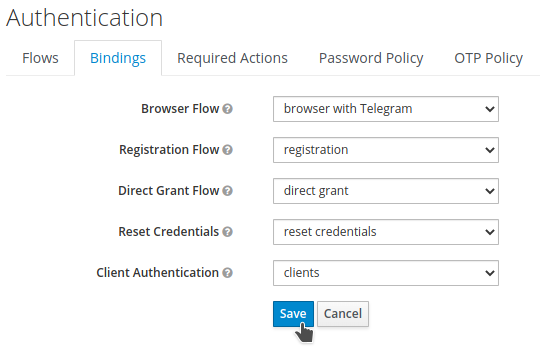 Authentication
Flows Bindings Required Actions Password Policy OTP Policy
Browser Flow ? browser with Telegram
Registration Flow ? registration
Direct Grant Flow ? direct grant
Reset Credentials ? reset credentials
Client Authentication ? clients
Save Cancel